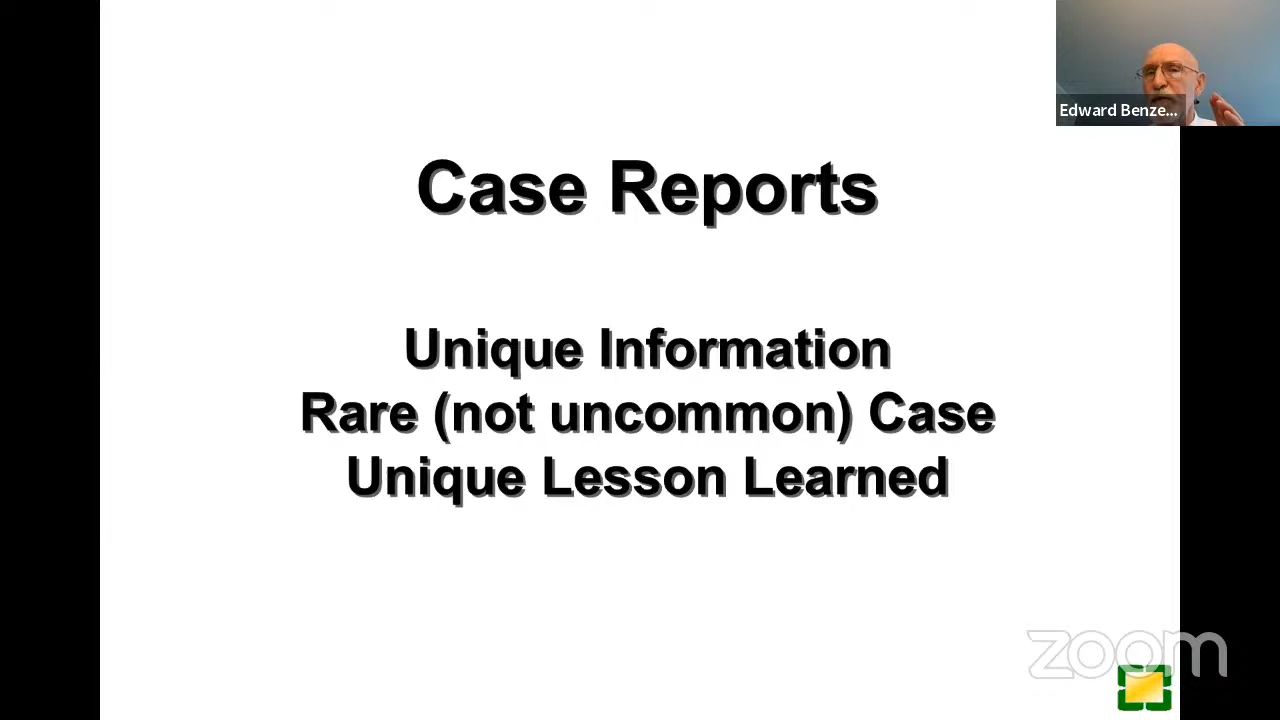 Edward Benze...
Case Reports
Unique Information
Rare (not uncommon) Case
Unique Lesson Learned
zoom